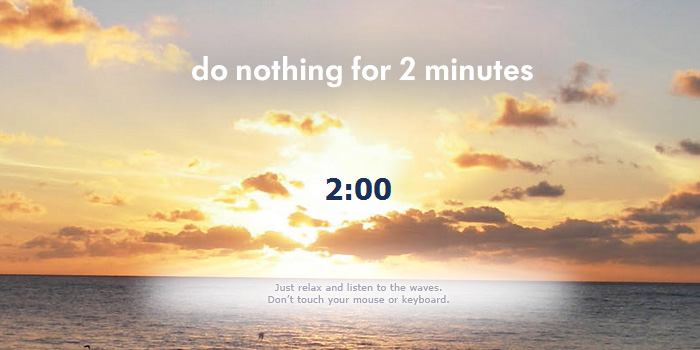 do nothing for 2 minutes
2:00
Just relax and listen to the waves.
Don't touch your mouse or keyboard.